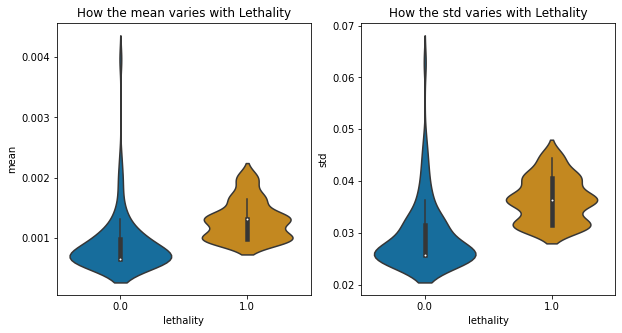 How the mean varies with Lethality
mean
0.004
0.003
0.002
0.001
0.0
1.0
lethality
How the std varies with Lethality
std
0.07
0.06
0.05
0.04
0.03
0.02
0.0
1.0
lethality